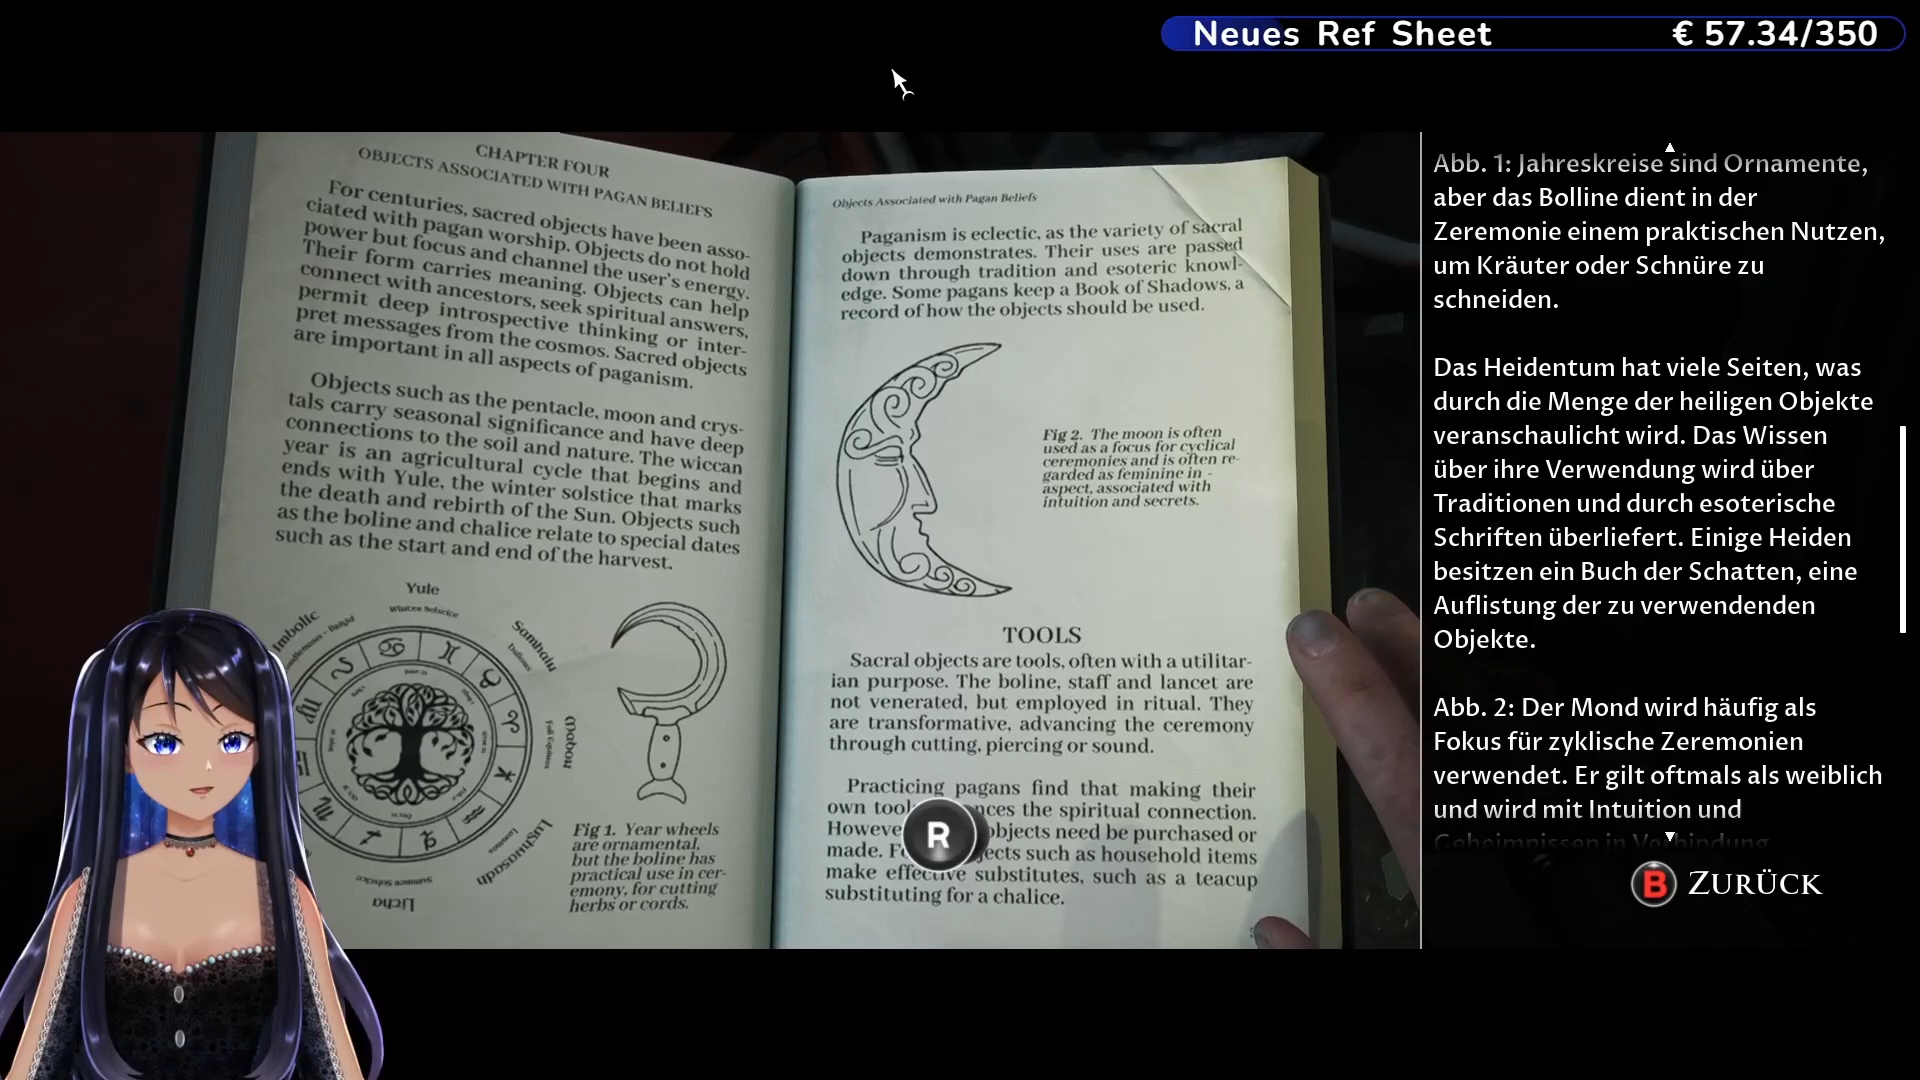 Neues Ref Sheet € 57.34/350
CHAPTER FOUR
OBJECTS ASSOCIATED WITH PAGAN BELIEFS
For centuries, sacred objects have been asso-
ciated with pagan worship. Objects do not hold
power but focus and channel the user's energy.
Their form carries meaning. Objects can help
connect with ancestors, seek spiritual answers,
permit deep introspective thinking or inter-
pret messages from the cosmos. Sacred objects
are important in all aspects of paganism.
Objects such as the pentacle, moon and crys-
tals carry seasonal significance and have deep
connections to the soil and nature. The wiccan
year is an agricultural cycle that begins and
ends with Yule, the winter solstice that marks
the death and rebirth of the Sun. Objects such
as the boline and chalice relate to special dates
such as the start and end of the harvest.
Yule
Winter Solstice
Imbolic
Samhain
Mabon
Lughnasadh
Summer Solstice
Litha
Fig 1. Year wheels
are ornamental,
but the boline has
practical use in cer-
emony, for cutting
herbs or cords.
Objects Associated with Pagan Beliefs
Paganism is eclectic, as the variety of sacral
objects demonstrates. Their uses are passed
down through tradition and esoteric knowl-
edge. Some pagans keep a Book of Shadows, a
record of how the objects should be used.
Fig 2. The moon is often
used as a focus for cyclical
ceremonies and is often re-
garded as feminine in -
aspect, associated with
intuition and secrets.
TOOLS
Sacral objects are tools, often with a utilitar-
ian purpose. The boline, staff and lancet are
not venerated, but employed in ritual. They
are transformative, advancing the ceremony
through cutting, piercing or sound.
Practicing pagans find that making their
own the spiritual connection.
objects need be purchased or
made. such as household items
make effective substitutes, such as a teacup
substituting for a chalice.
R
Abb. 1: Jahreskreise sind Ornamente,
aber das Bolline dient in der
Zeremonie einem praktischen Nutzen,
um Kräuter oder Schnüre zu
schneiden.
Das Heidentum hat viele Seiten, was
durch die Menge der heiligen Objekte
veranschaulicht wird. Das Wissen
über ihre Verwendung wird über
Traditionen und durch esoterische
Schriften überliefert. Einige Heiden
besitzen ein Buch der Schatten, eine
Auflistung der zu verwendenden
Objekte.
Abb. 2: Der Mond wird häufig als
Fokus für zyklische Zeremonien
verwendet. Er gilt oftmals als weiblich
und wird mit Intuition und
Geheimnissen in Verbindung
B ZURÜCK